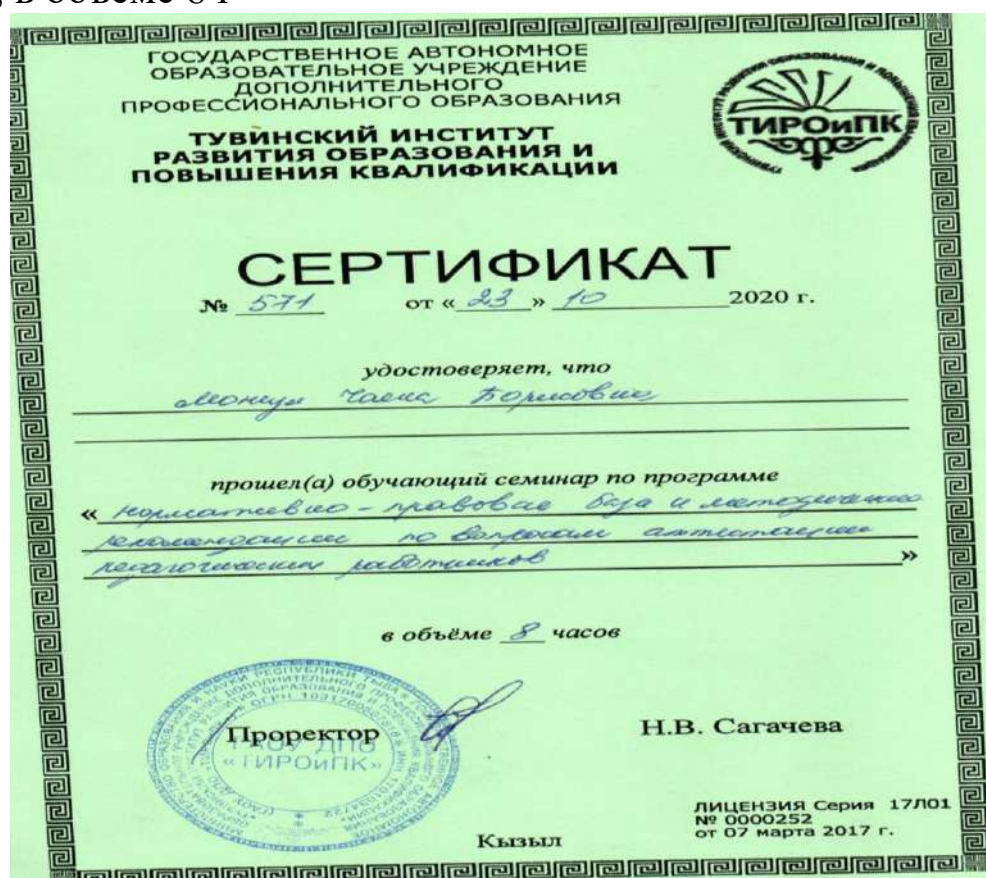 в объеме 84
ГОСУДАРСТВЕННОЕ АВТОНОМНОЕ
ОБРАЗОВАТЕЛЬНОЕ УЧРЕЖДЕНИЕ
ДОПОЛНИТЕЛЬНОГО
ПРОФЕССИОНАЛЬНОГО ОБРАЗОВАНИЯ
ТУВИНСКИЙ ИНСТИТУТ
РАЗВИТИЯ ОБРАЗОВАНИЯ И
ПОВЫШЕНИЯ КВАЛИФИКАЦИИ
ТИРОиПК
СЕРТИФИКАТ
№ 571 от « 23 » 10 2020 г.
удостоверяет, что
Монгуш Борисовна
прошел(а) обучающий семинар по программе
« Нормативно - правовая база и методические
рекомендации по вопросам аттестации
педагогических работников »
в объёме 8 часов
Проректор Н.В. Сагачева
ГАОУ ДПО
«ТИРОиПК»
ЛИЦЕНЗИЯ Серия 17Л01
№ 0000252
от 07 марта 2017 г.
Кызыл